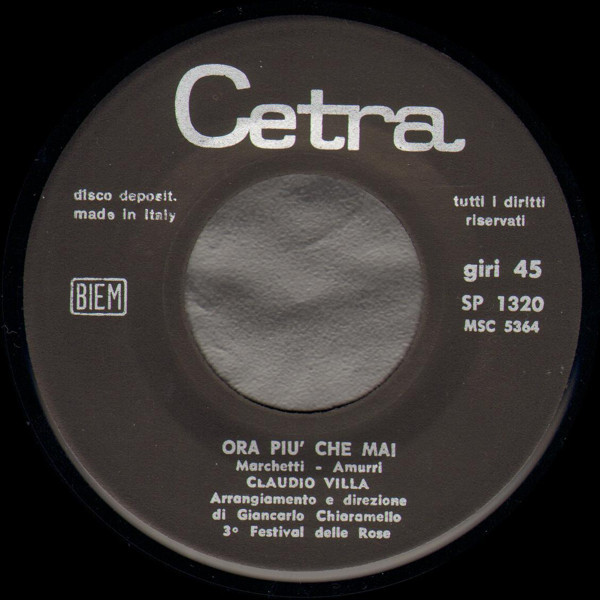 Cetra
disco deposit.
made in Italy
tutti i diritti
riservati
BIEM
giri 45
SP 1320
MSC 5364
ORA PIU' CHE MAI
Marchetti - Amurri
CLAUDIO VILLA
Arrangiamento e direzione
di Giancarlo Chiaramello
3° Festival delle Rose